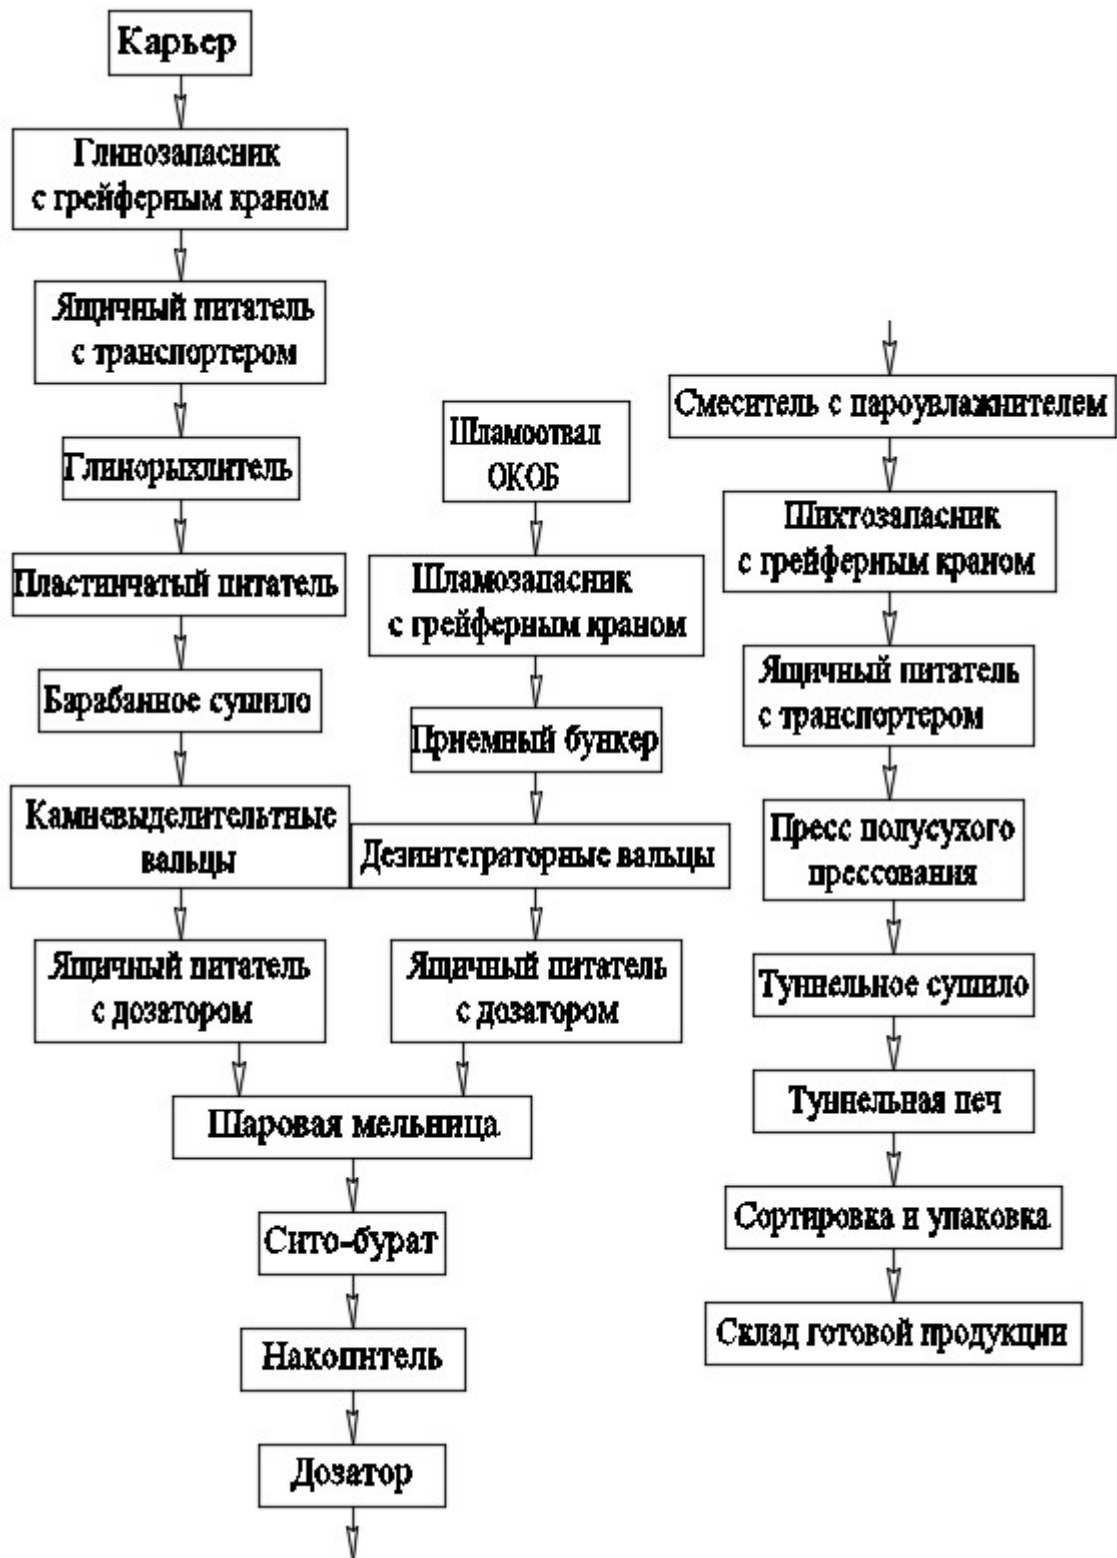 Карьер
Глинозапасник
с грейферным краном
Ящичный питатель
с транспортером
Глинорыхлитель
Пластинчатый питатель
Барабанное сушило
Камневыделительтные
вальцы
Ящичный питатель
с дозатором
Шламоотвал
ОКОБ
Шламозапасник
с грейферным краном
Приемный бункер
Дезинтеграторные вальцы
Ящичный питатель
с дозатором
Шаровая мельница
Сито-бурат
Накопитель
Дозатор
Смеситель с пароувлажнителем
Шихтозапасник
с грейферным краном
Ящичный питатель
с транспортером
Пресс полусухого
прессования
Туннельное сушило
Туннельная печ
Сортировка и упаковка
Склад готовой продукции